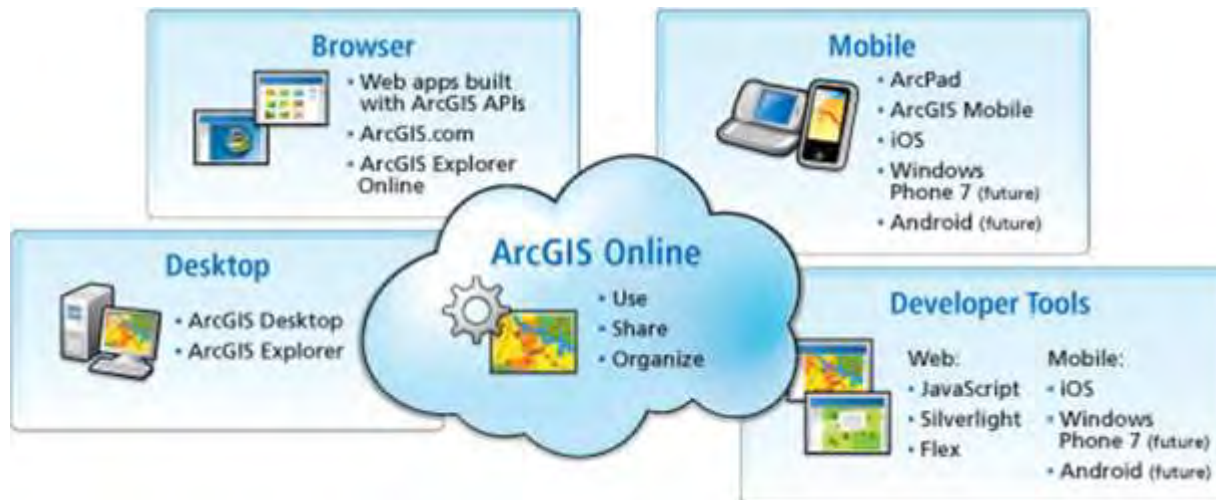 Browser
• Web apps built
with ArcGIS APIs
• ArcGIS.com
• ArcGIS Explorer
Online
Mobile
• ArcPad
• ArcGIS Mobile
• iOS
• Windows
Phone 7 (future)
• Android (future)
Desktop
• ArcGIS Desktop
• ArcGIS Explorer
ArcGIS Online
• Use
• Share
• Organize
Developer Tools
Web:
• JavaScript
• Silverlight
• Flex
Mobile:
• iOS
• Windows
Phone 7 (future)
• Android (future)